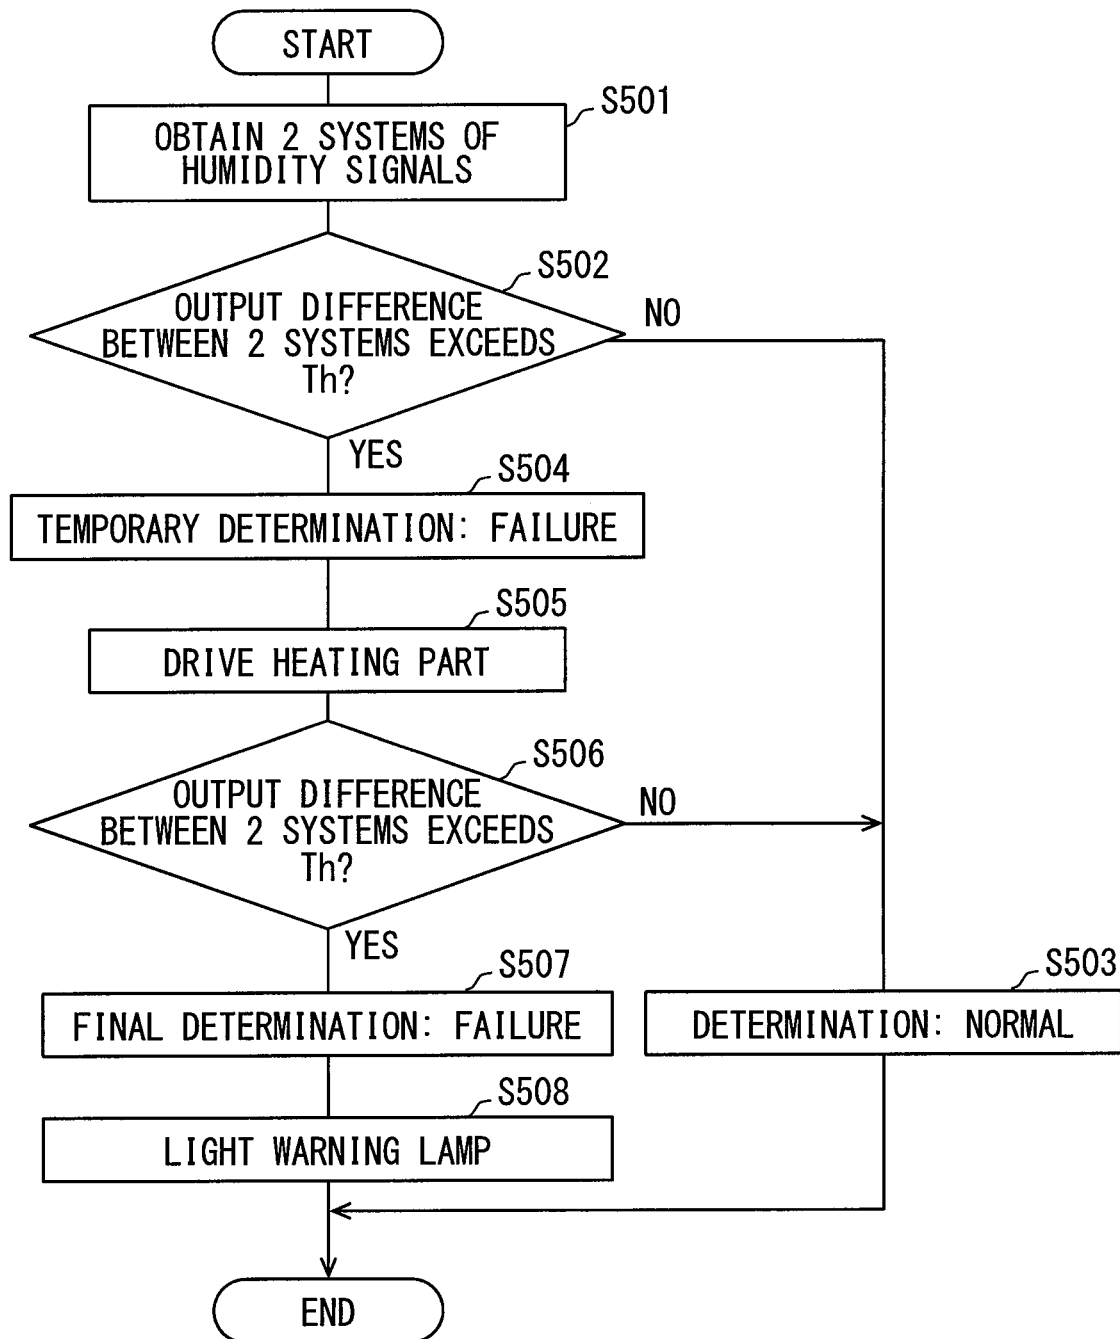 START
S501
OBTAIN 2 SYSTEMS OF
HUMIDITY SIGNALS
S502
OUTPUT DIFFERENCE
BETWEEN 2 SYSTEMS EXCEEDS
Th?
NO
YES
S504
TEMPORARY DETERMINATION: FAILURE
S505
DRIVE HEATING PART
S506
OUTPUT DIFFERENCE
BETWEEN 2 SYSTEMS EXCEEDS
Th?
NO
YES
S507
FINAL DETERMINATION: FAILURE
S503
DETERMINATION: NORMAL
S508
LIGHT WARNING LAMP
END